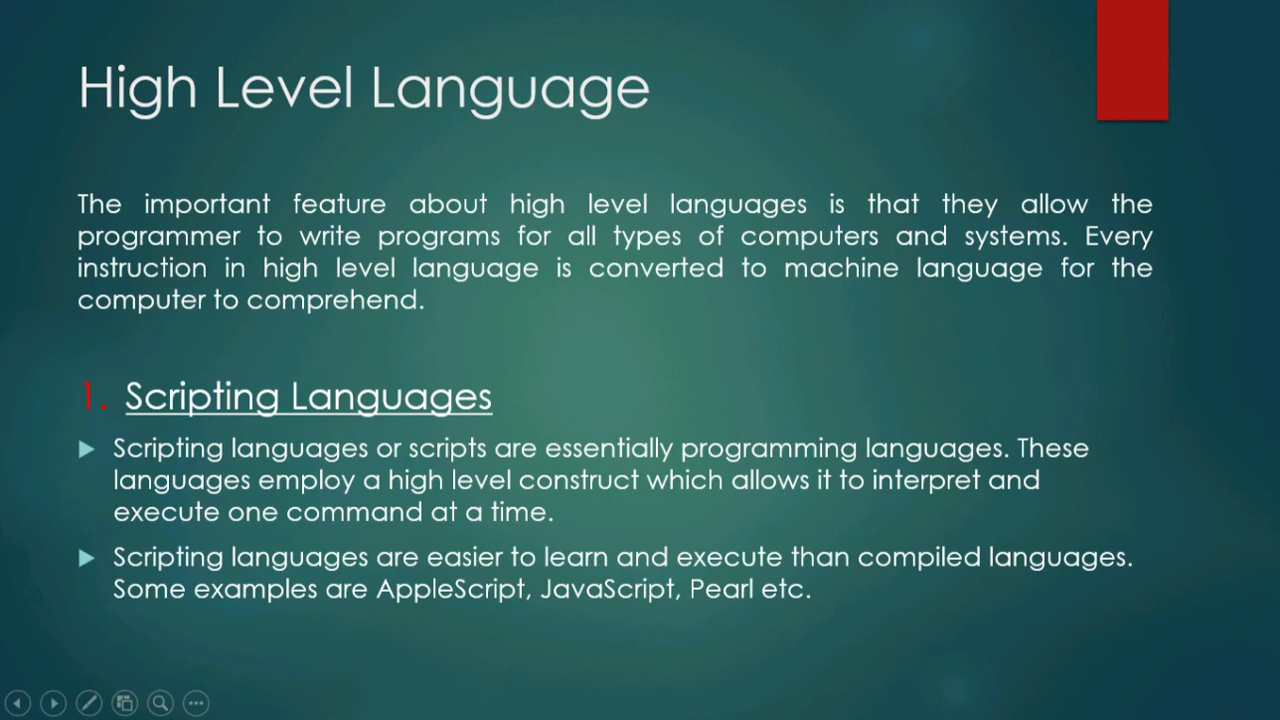 High Level Language
The important feature about high level languages is that they allow the
programmer to write programs for all types of computers and systems. Every
instruction in high level language is converted to machine language for the
computer to comprehend.
1. Scripting Languages
Scripting languages or scripts are essentially programming languages. These
languages employ a high level construct which allows it to interpret and
execute one command at a time.
Scripting languages are easier to learn and execute than compiled languages.
Some examples are AppleScript, JavaScript, Pearl etc.